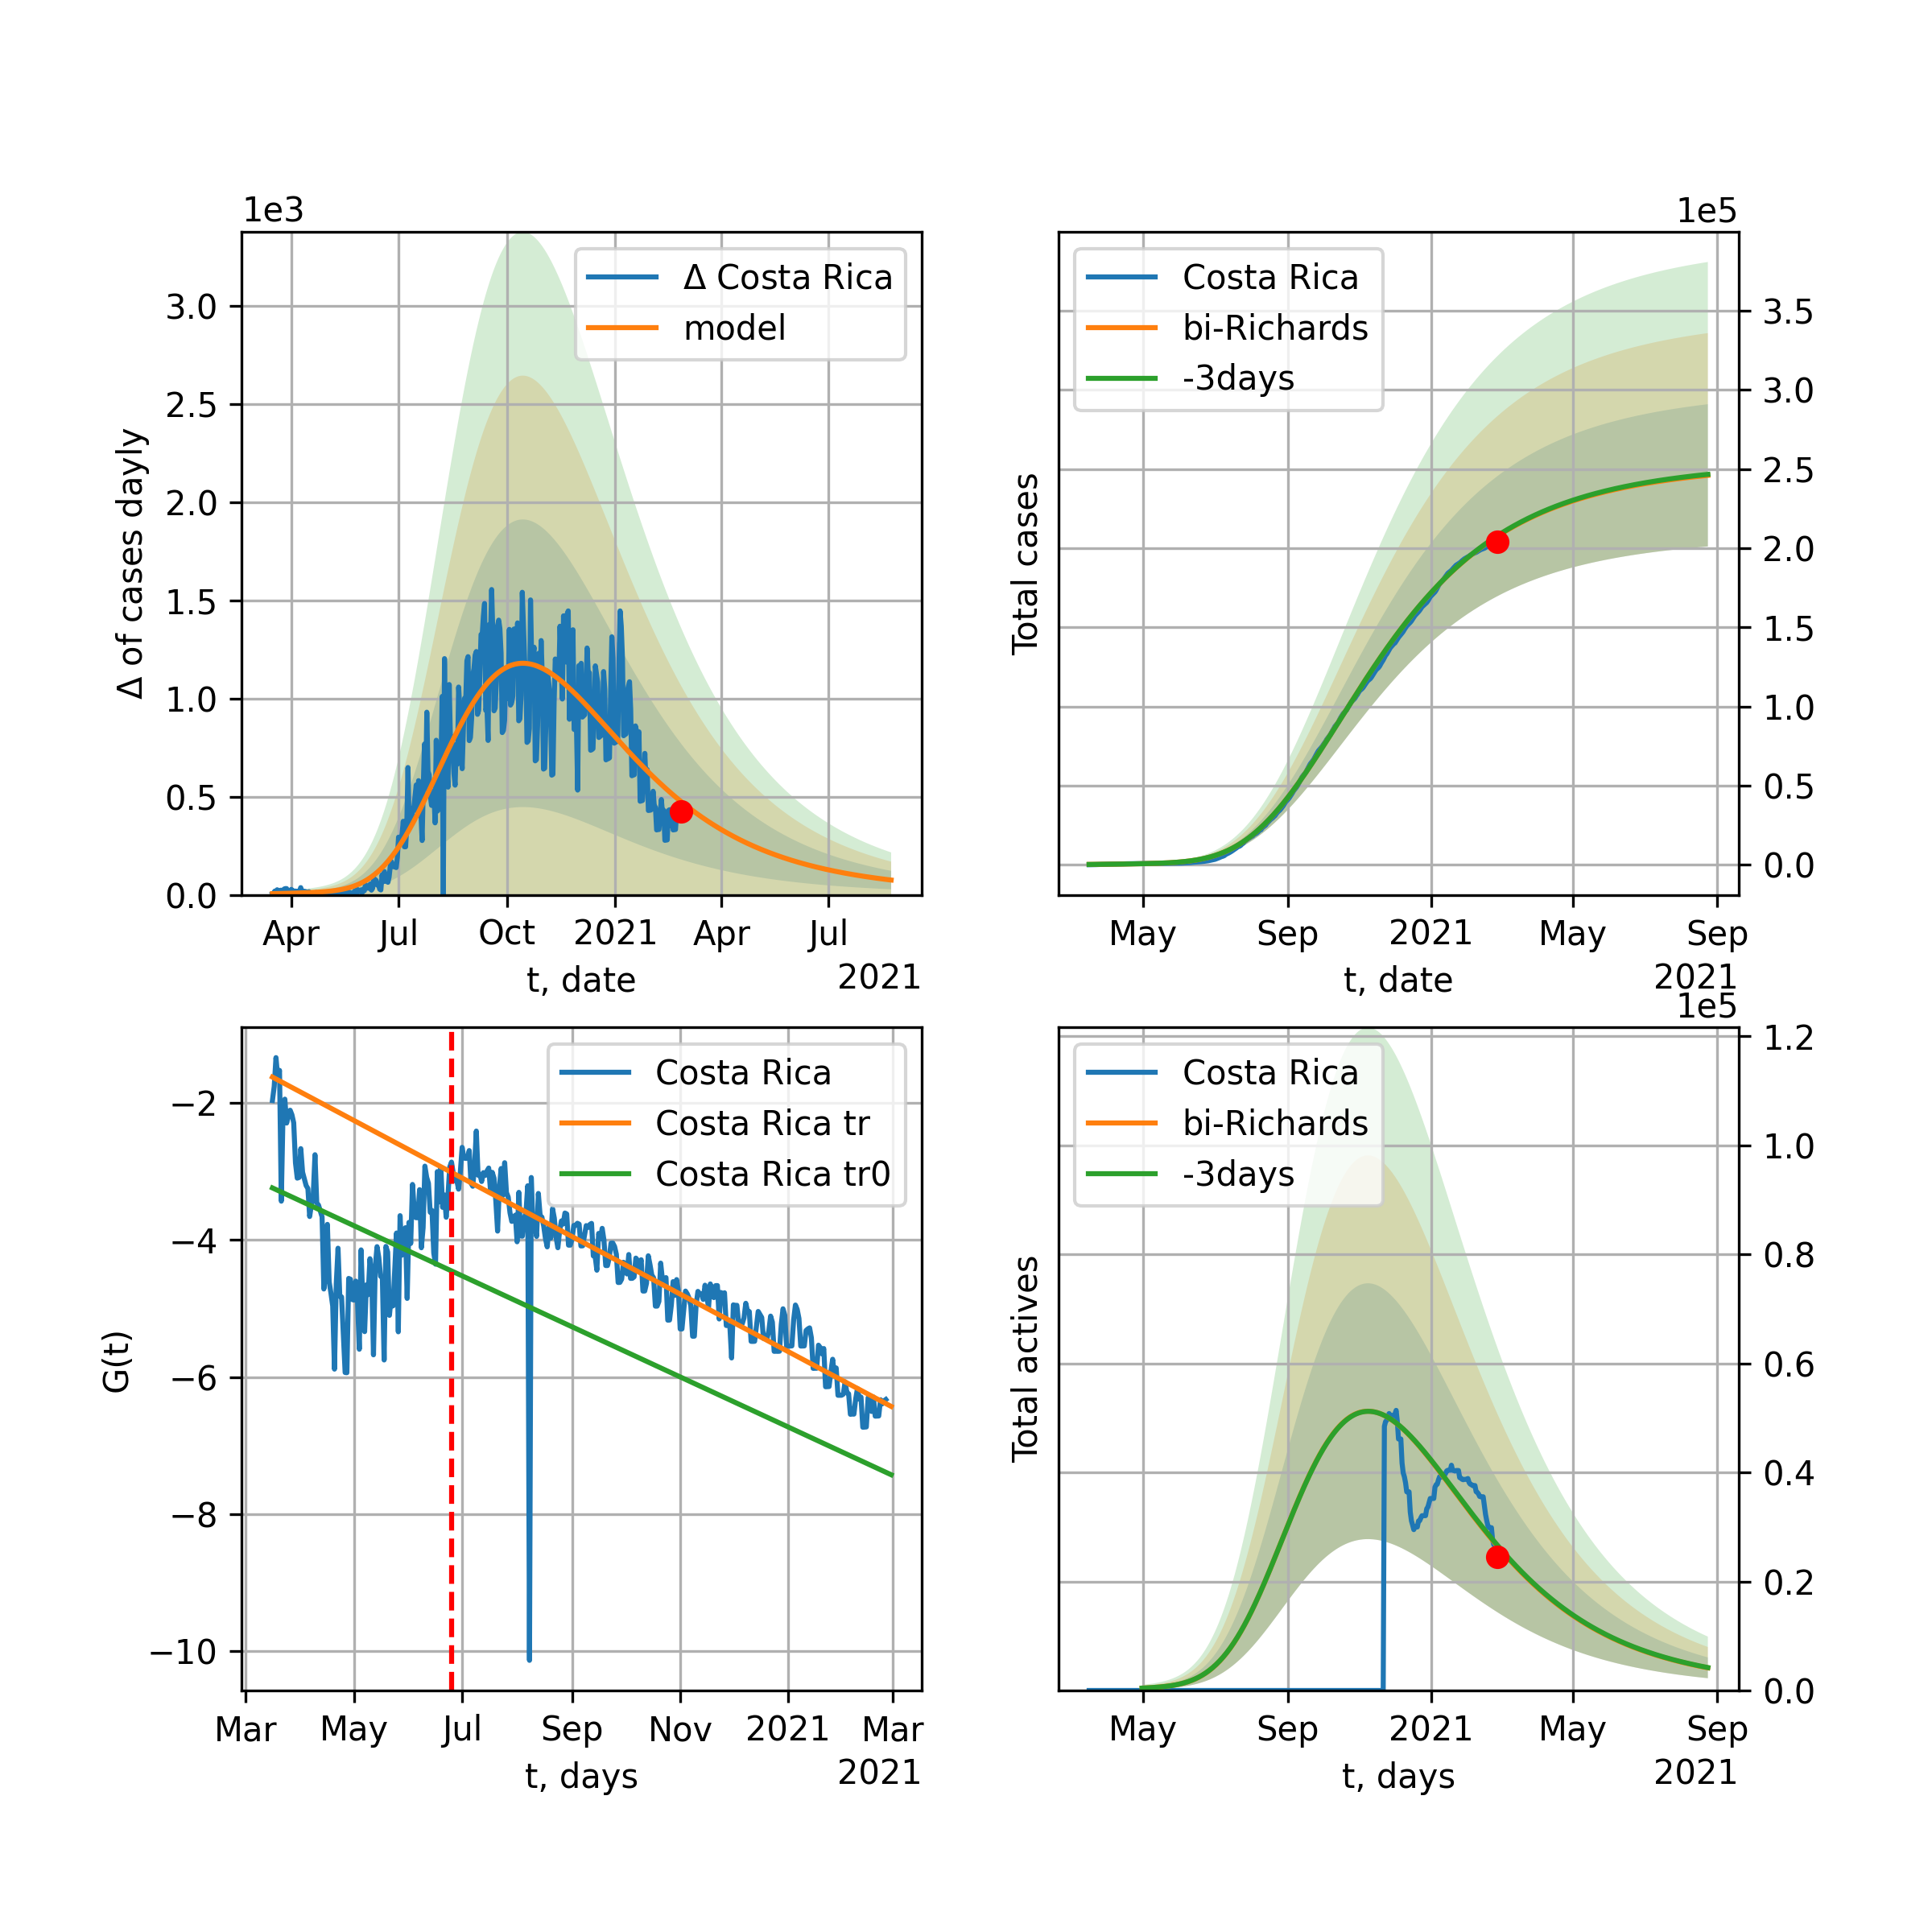 1e3
Δ of cases dayly
3.0
2.5
2.0
1.5
1.0
0.5
0.0
Δ Costa Rica
model
Apr Jul Oct 2021 Apr Jul
t, date
2021
1e5
Total cases
Costa Rica
bi-Richards
-3days
3.5
3.0
2.5
2.0
1.5
1.0
0.5
0.0
May Sep 2021 May Sep
t, date
2021
G(t)
−2
−4
−6
−8
−10
Costa Rica
Costa Rica tr
Costa Rica tr0
Mar May Jul Sep Nov 2021 Mar
t, days
2021
1e5
Total actives
Costa Rica
bi-Richards
-3days
1.2
1.0
0.8
0.6
0.4
0.2
0.0
May Sep 2021 May Sep
t, days
2021